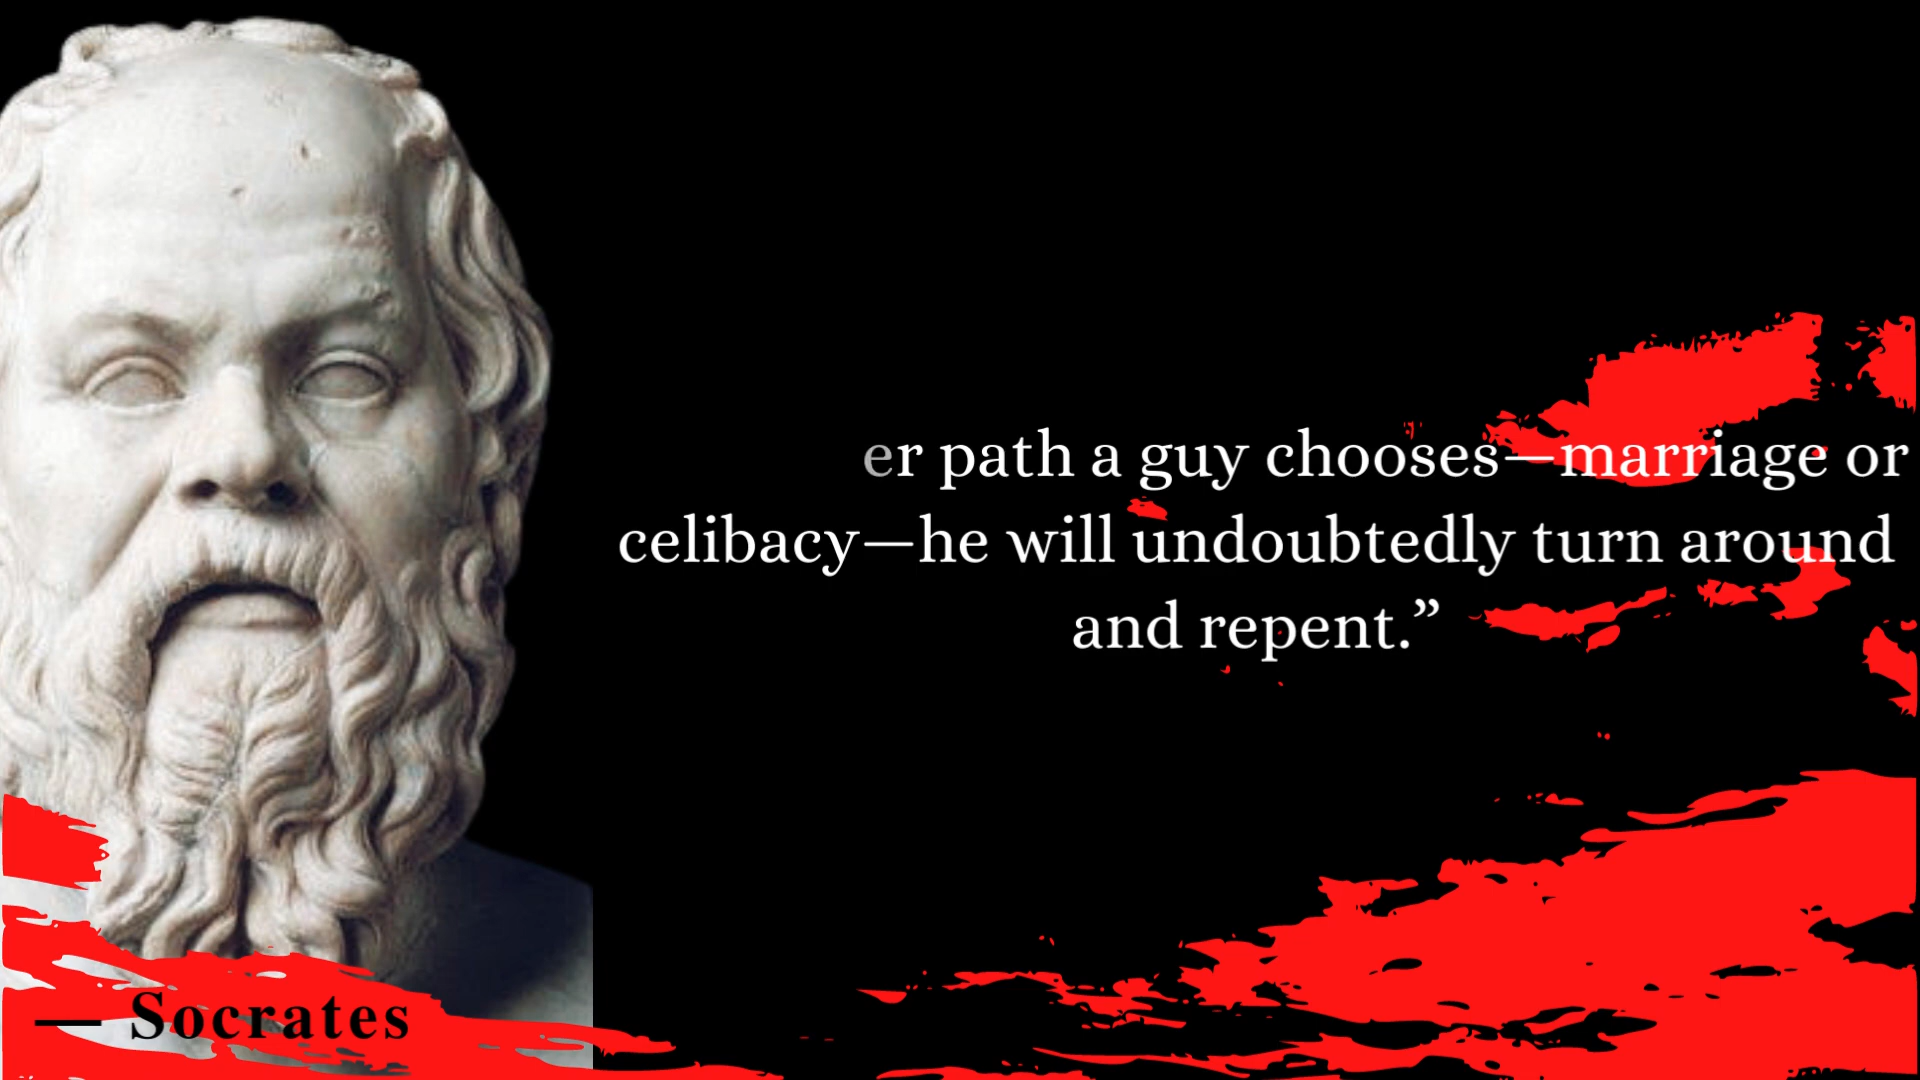 er path a guy chooses—marriage or
celibacy—he will undoubtedly turn around
and repent.”
— Socrates